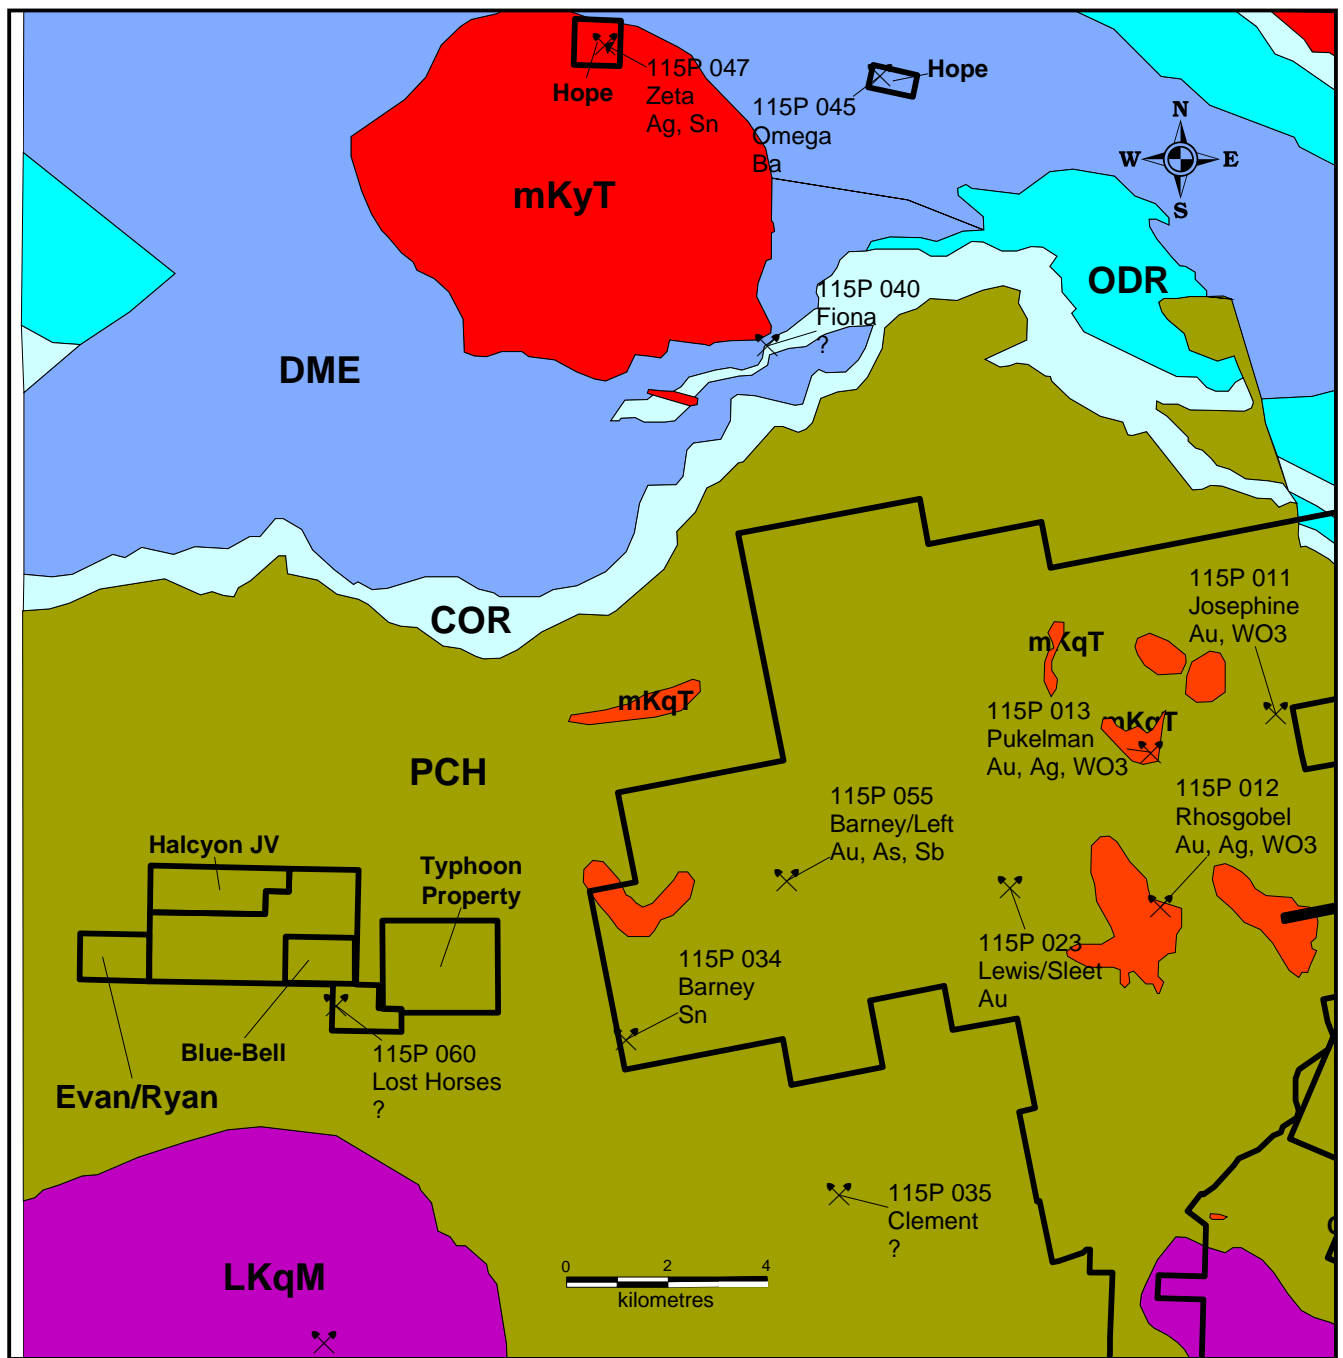 Hope
115P 047
Zeta
Ag, Sn
Hope
115P 045
Omega
Ba
N
W
E
S
mKyT
ODR
115P 040
Fiona
?
DME
COR
115P 011
Josephine
Au, WO3
mKqT
mKqT
115P 013
Pukelman
Au, Ag, WO3
mKqT
PCH
115P 012
Rhosgobel
Au, Ag, WO3
115P 055
Barney/Left
Au, As, Sb
Halcyon JV
Typhoon
Property
115P 023
Lewis/Sleet
Au
115P 034
Barney
Sn
Blue-Bell
115P 060
Lost Horses
?
Evan/Ryan
115P 035
Clement
?
LKqM
0 2 4
kilometres